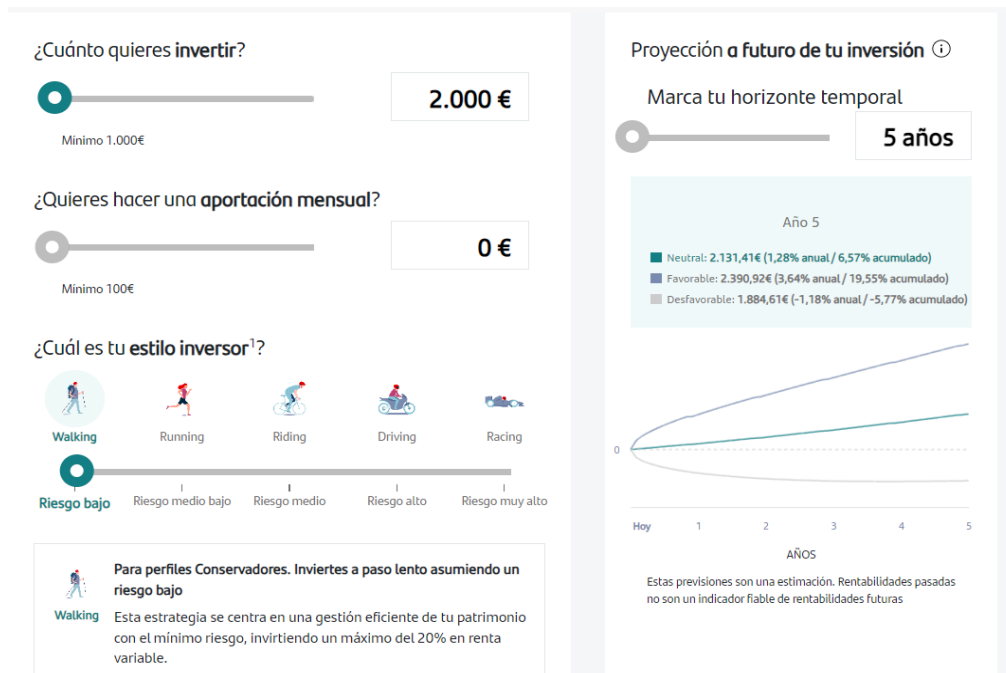 ¿Cuánto quieres invertir?
2.000 €
Mínimo 1.000€
¿Quieres hacer una aportación mensual?
0 €
Mínimo 100€
¿Cuál es tu estilo inversor¹?
Walking
Running
Riding
Driving
Racing
Riesgo bajo
Riesgo medio bajo
Riesgo medio
Riesgo alto
Riesgo muy alto
Walking
Para perfiles Conservadores. Inviertes a paso lento asumiendo un
riesgo bajo
Esta estrategia se centra en una gestión eficiente de tu patrimonio
con el mínimo riesgo, invirtiendo un máximo del 20% en renta
variable.
Proyección a futuro de tu inversión
Marca tu horizonte temporal
5 años
Año 5
Neutral: 2.131,41€ (1,28% anual / 6,57% acumulado)
Favorable: 2.390,92€ (3,64% anual / 19,55% acumulado)
Desfavorable: 1.884,61€ (-1,18% anual / -5,77% acumulado)
0
Hoy 1 2 3 4 5
AÑOS
Estas previsiones son una estimación. Rentabilidades pasadas
no son un indicador fiable de rentabilidades futuras